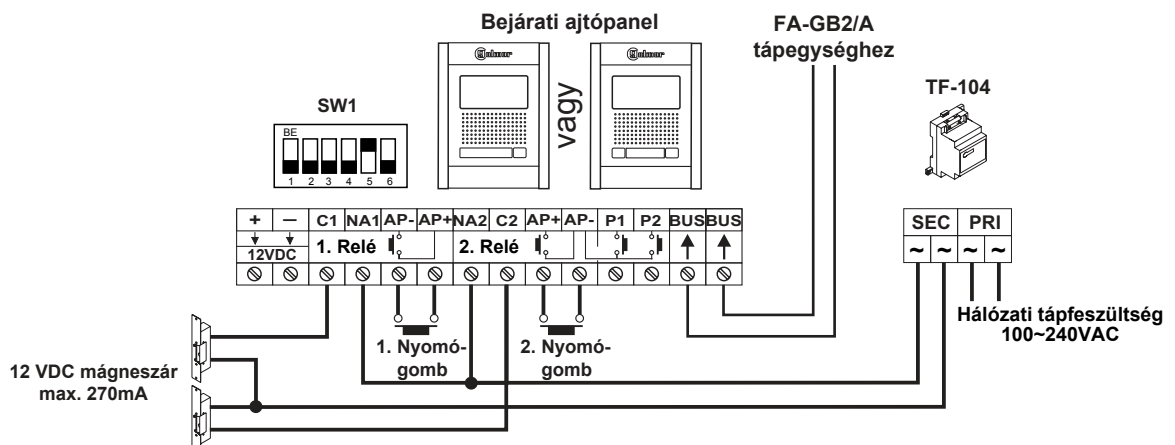 Bejárati ajtópanel
FA-GB2/A
tápegységhez
TF-104
SW1
BE
1 2 3 4 5 6
Golmar
vagy
Golmar
+ − C1 NA1 AP- AP+ NA2 C2 AP+ AP- P1 P2 BUS BUS
12VDC
1. Relé
2. Relé
SEC PRI
~ ~ ~ ~
Hálózati tápfeszültség
100~240VAC
1. Nyomó-
gomb
2. Nyomó-
gomb
12 VDC mágneszár
max. 270mA